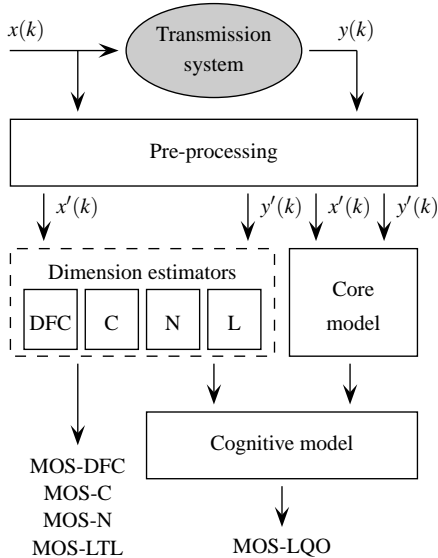 x(k)
Transmission
system
y(k)
Pre-processing
x′(k)
y′(k)
x′(k)
y′(k)
Dimension estimators
DFC
C
N
L
Core
model
Cognitive model
MOS-DFC
MOS-C
MOS-N
MOS-LTL
MOS-LQO